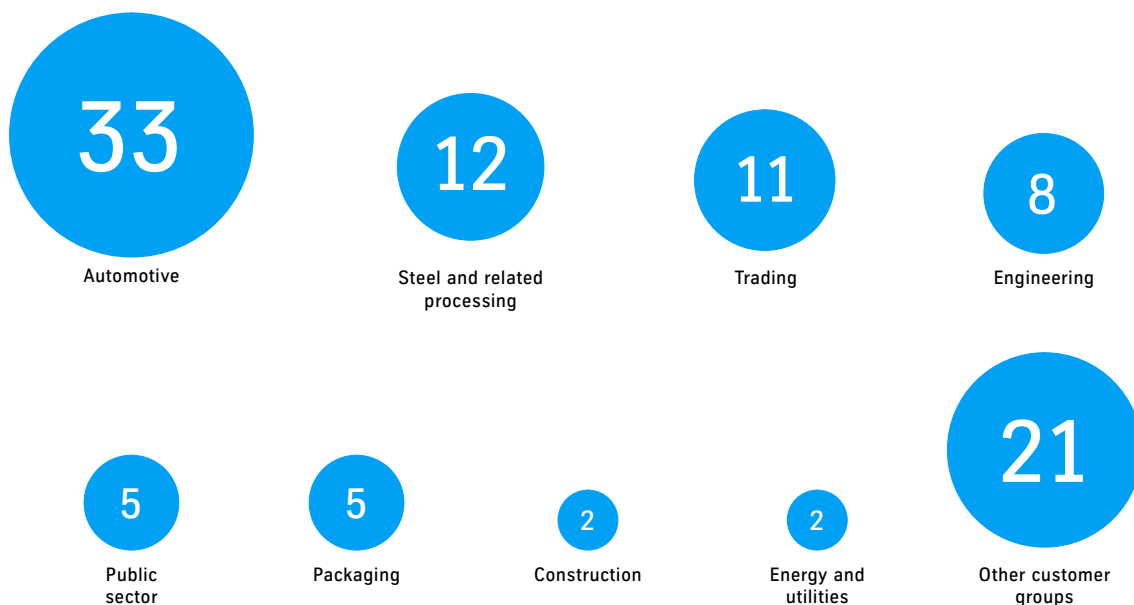 33
12
11
8
Automotive
Steel and related
processing
Trading
Engineering
5
5
2
2
21
Public
sector
Packaging
Construction
Energy and
utilities
Other customer
groups